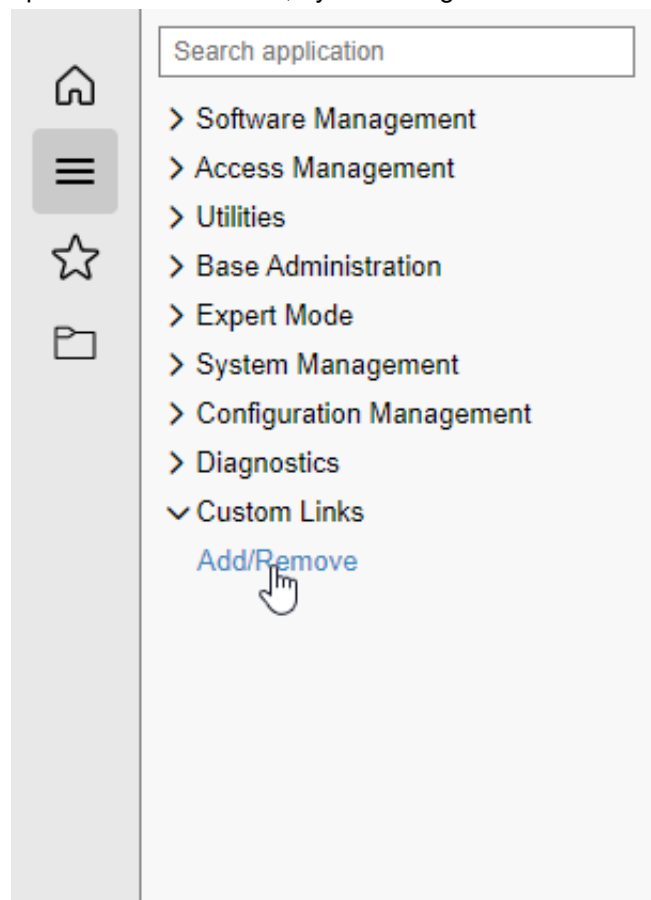 Search application
Software Management
Access Management
Utilities
Base Administration
Expert Mode
System Management
Configuration Management
Diagnostics
Custom Links
Add/Remove